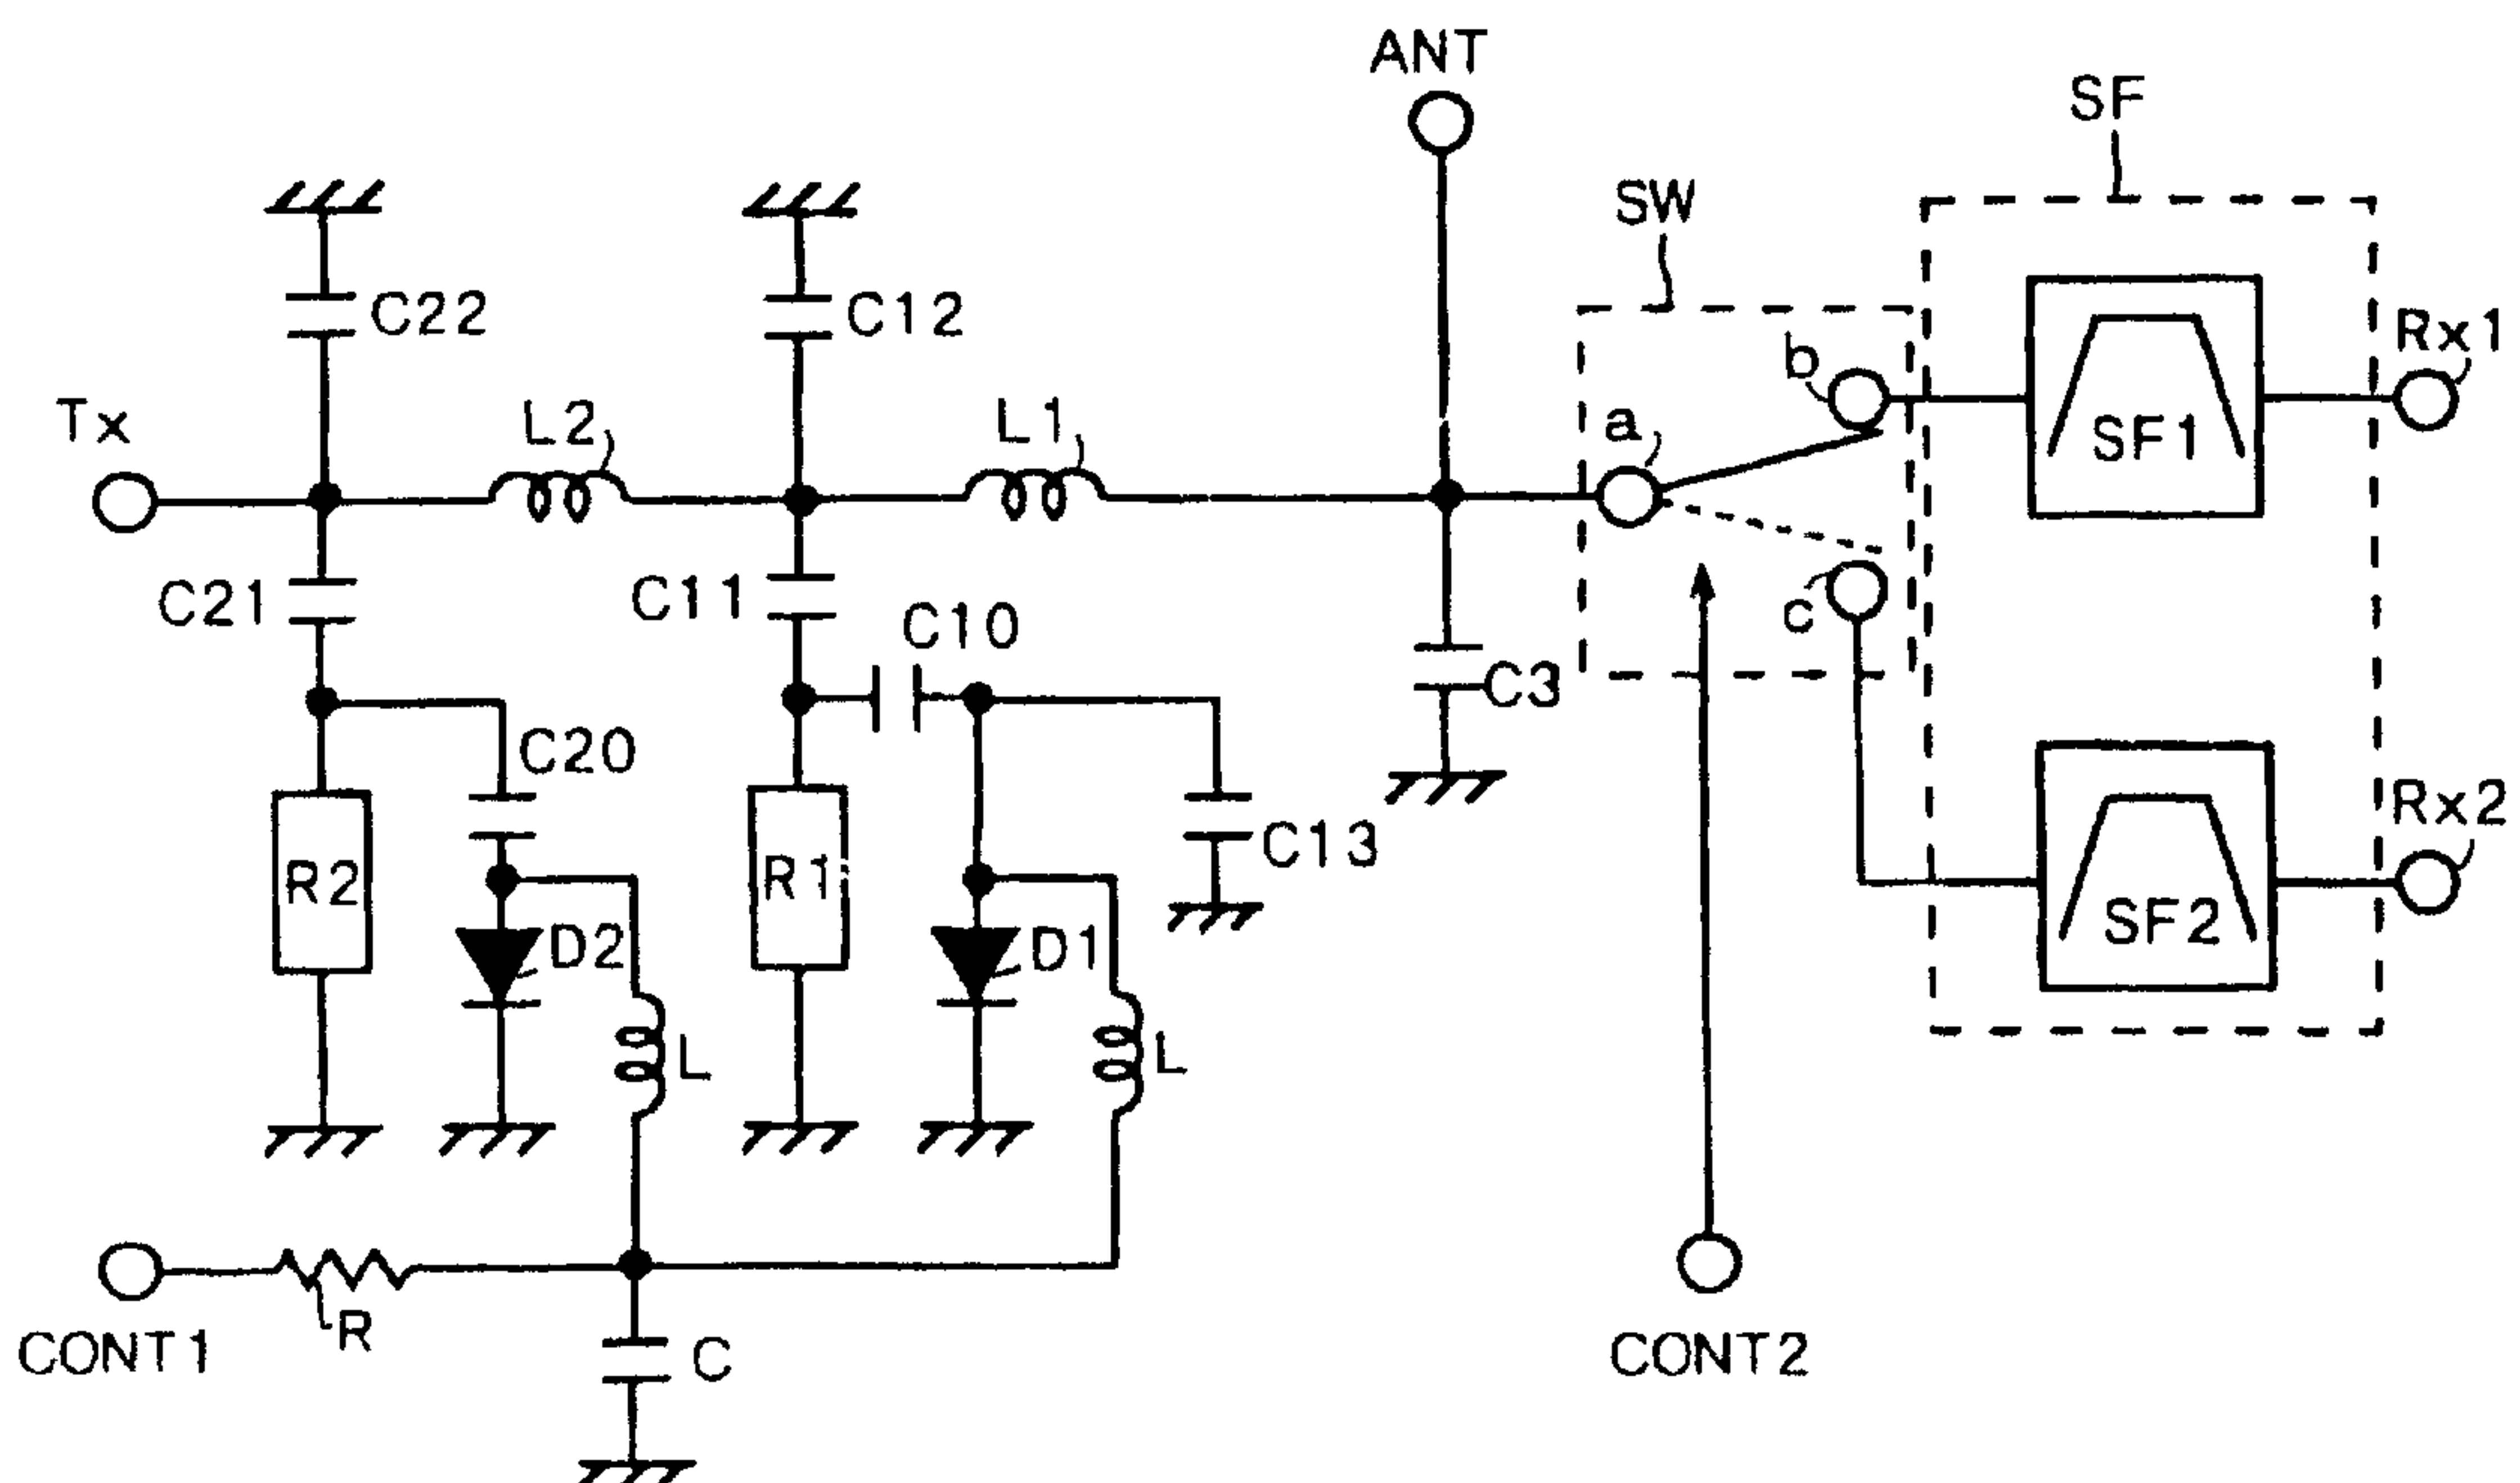 ANT
SF
SW
C22
C12
Rx1
b
Tx
L2
L1
a
SF1
C21
C11
C10
c
C3
C20
Rx2
R2
R1
C13
SF2
D2
D1
L
L
R
CONT1
C
CONT2